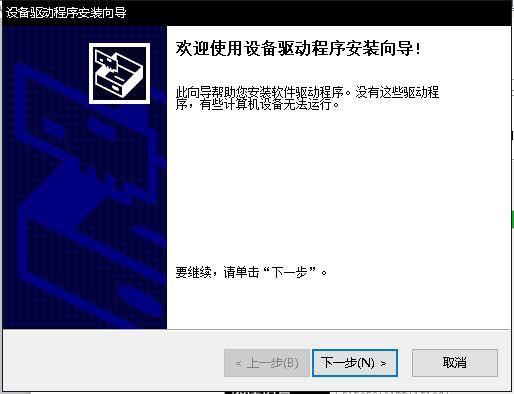 设备驱动程序安装向导
欢迎使用设备驱动程序安装向导!
此向导帮助您安装软件驱动程序。没有这些驱动程
序，有些计算机设备无法运行。
要继续，请单击“下一步”。
< 上一步(B)
下一步(N) >
取消